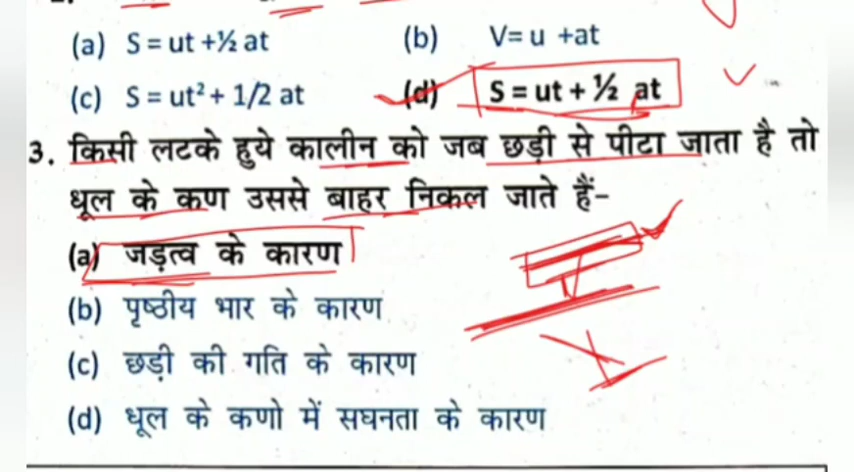 (a) S = ut +½ at (b) V= u +at
(c) S = ut² + 1/2 at (d) S = ut + ½ at
3. किसी लटके हुये कालीन को जब छड़ी से पीटा जाता है तो
धूल के कण उससे बाहर निकल जाते हैं–
(a) जड़त्व के कारण
(b) पृष्ठीय भार के कारण
(c) छड़ी की गति के कारण
(d) धूल के कणो में सघनता के कारण